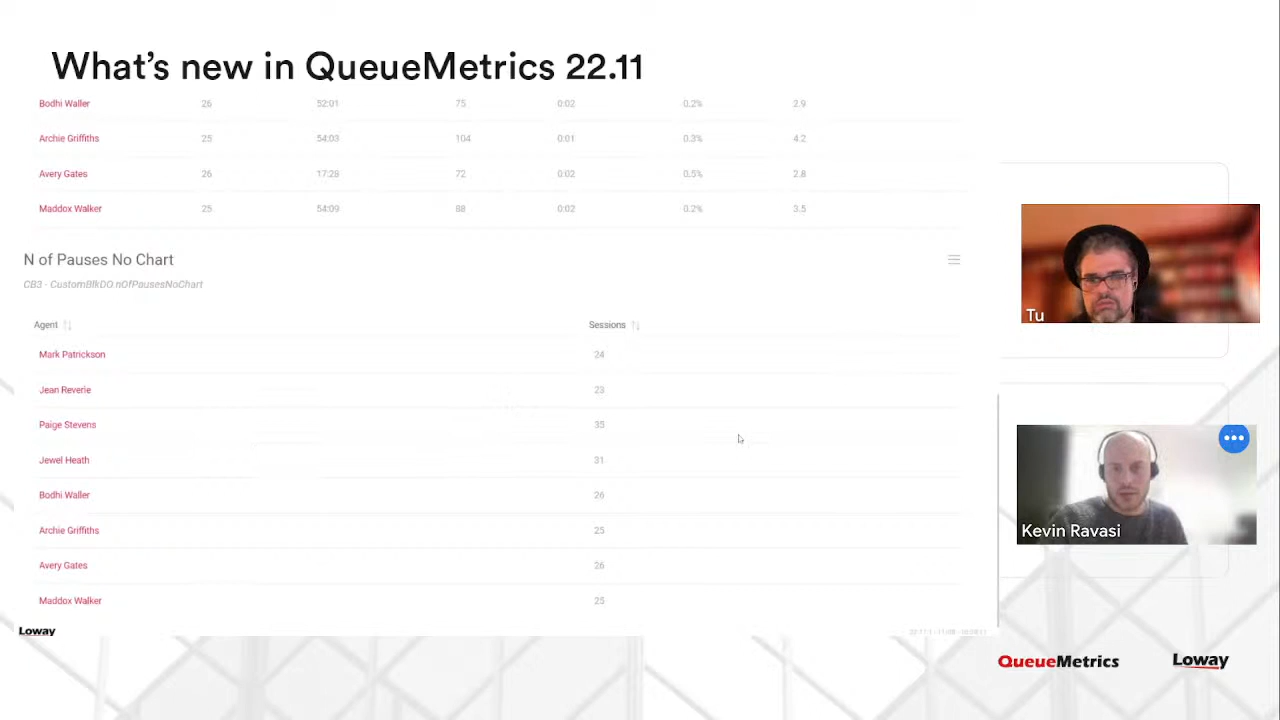 What's new in QueueMetrics 22.11
Bodhi Waller 26 52:01 75 0:02 0.2% 2.9
Archie Griffiths 25 54:03 104 0:01 0.3% 4.2
Avery Gates 26 17:28 72 0:02 0.5% 2.8
Maddox Walker 25 54:09 88 0:02 0.2% 3.5
N of Pauses No Chart
CB3 - CustomBlkDO nOfPausesNoChart
Agent Sessions
Mark Patrickson 24
Jean Reverie 23
Paige Stevens 35
Jewel Heath 31
Bodhi Waller 26
Archie Griffiths 25
Avery Gates 26
Maddox Walker 25
Tu
Kevin Ravasi
Loway
QueueMetrics Loway